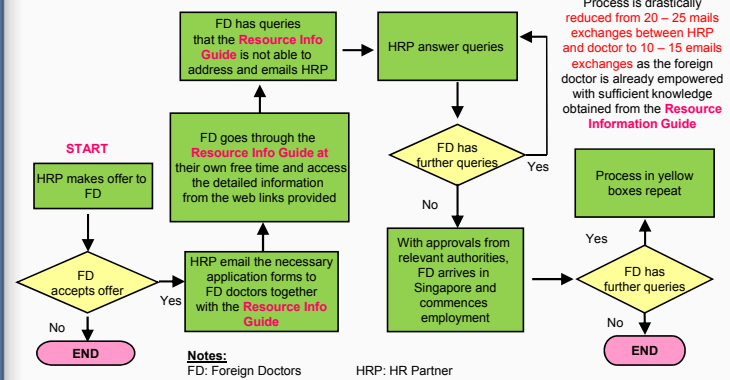 START
HRP makes offer to
FD
FD
accepts offer
No
END
Yes
HRP email the necessary
application forms to
FD doctors together
with the Resource Info
Guide
FD goes through the
Resource Info Guide at
their own free time and access
the detailed information
from the web links provided
FD has queries
that the Resource Info
Guide is not able to
address and emails HRP
HRP answer queries
FD has
further queries
Yes
No
With approvals from
relevant authorities,
FD arrives in
Singapore and
commences
employment
FD has
further queries
Yes
Process in yellow
boxes repeat
No
END
Process is drastically
reduced from 20 – 25 mails
exchanges between HRP
and doctor to 10 – 15 emails
exchanges as the foreign
doctor is already empowered
with sufficient knowledge
obtained from the Resource
Information Guide
Notes:
FD: Foreign Doctors HRP: HR Partner